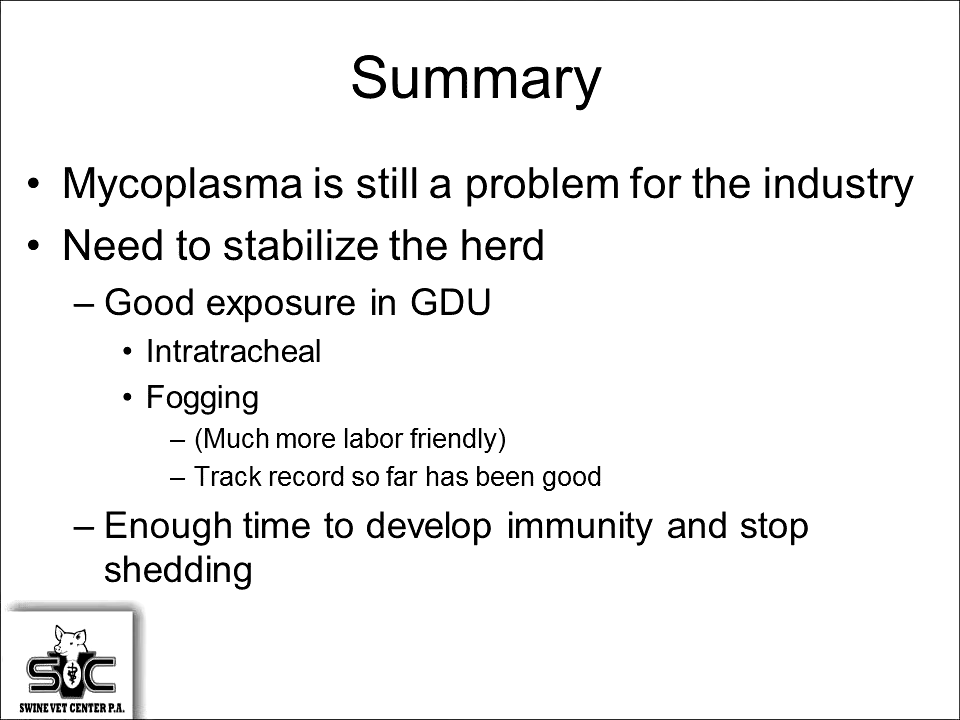 Summary
• Mycoplasma is still a problem for the industry
• Need to stabilize the herd
– Good exposure in GDU
• Intratracheal
• Fogging
– (Much more labor friendly)
– Track record so far has been good
– Enough time to develop immunity and stop
shedding
SVC
SWINE VET CENTER P.A.